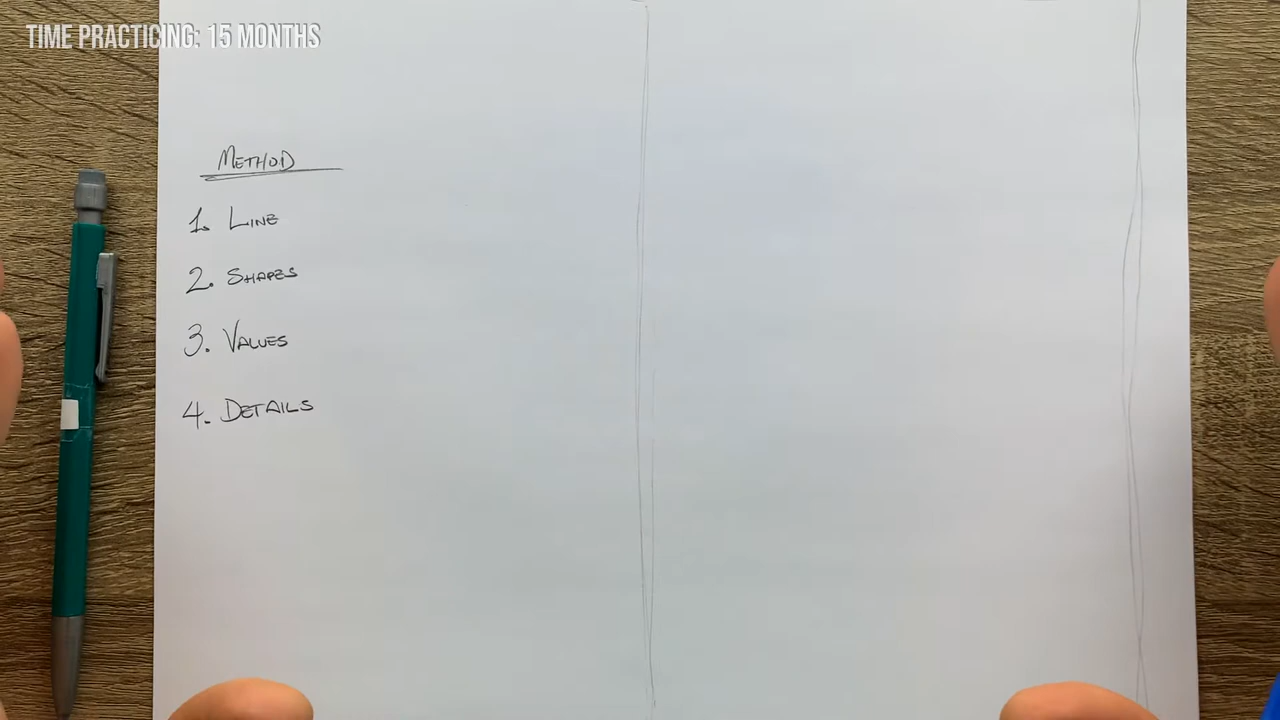 TIME PRACTICING: 15 MONTHS
METHOD
1. LINE
2. SHAPES
3. VALUES
4. DETAILS